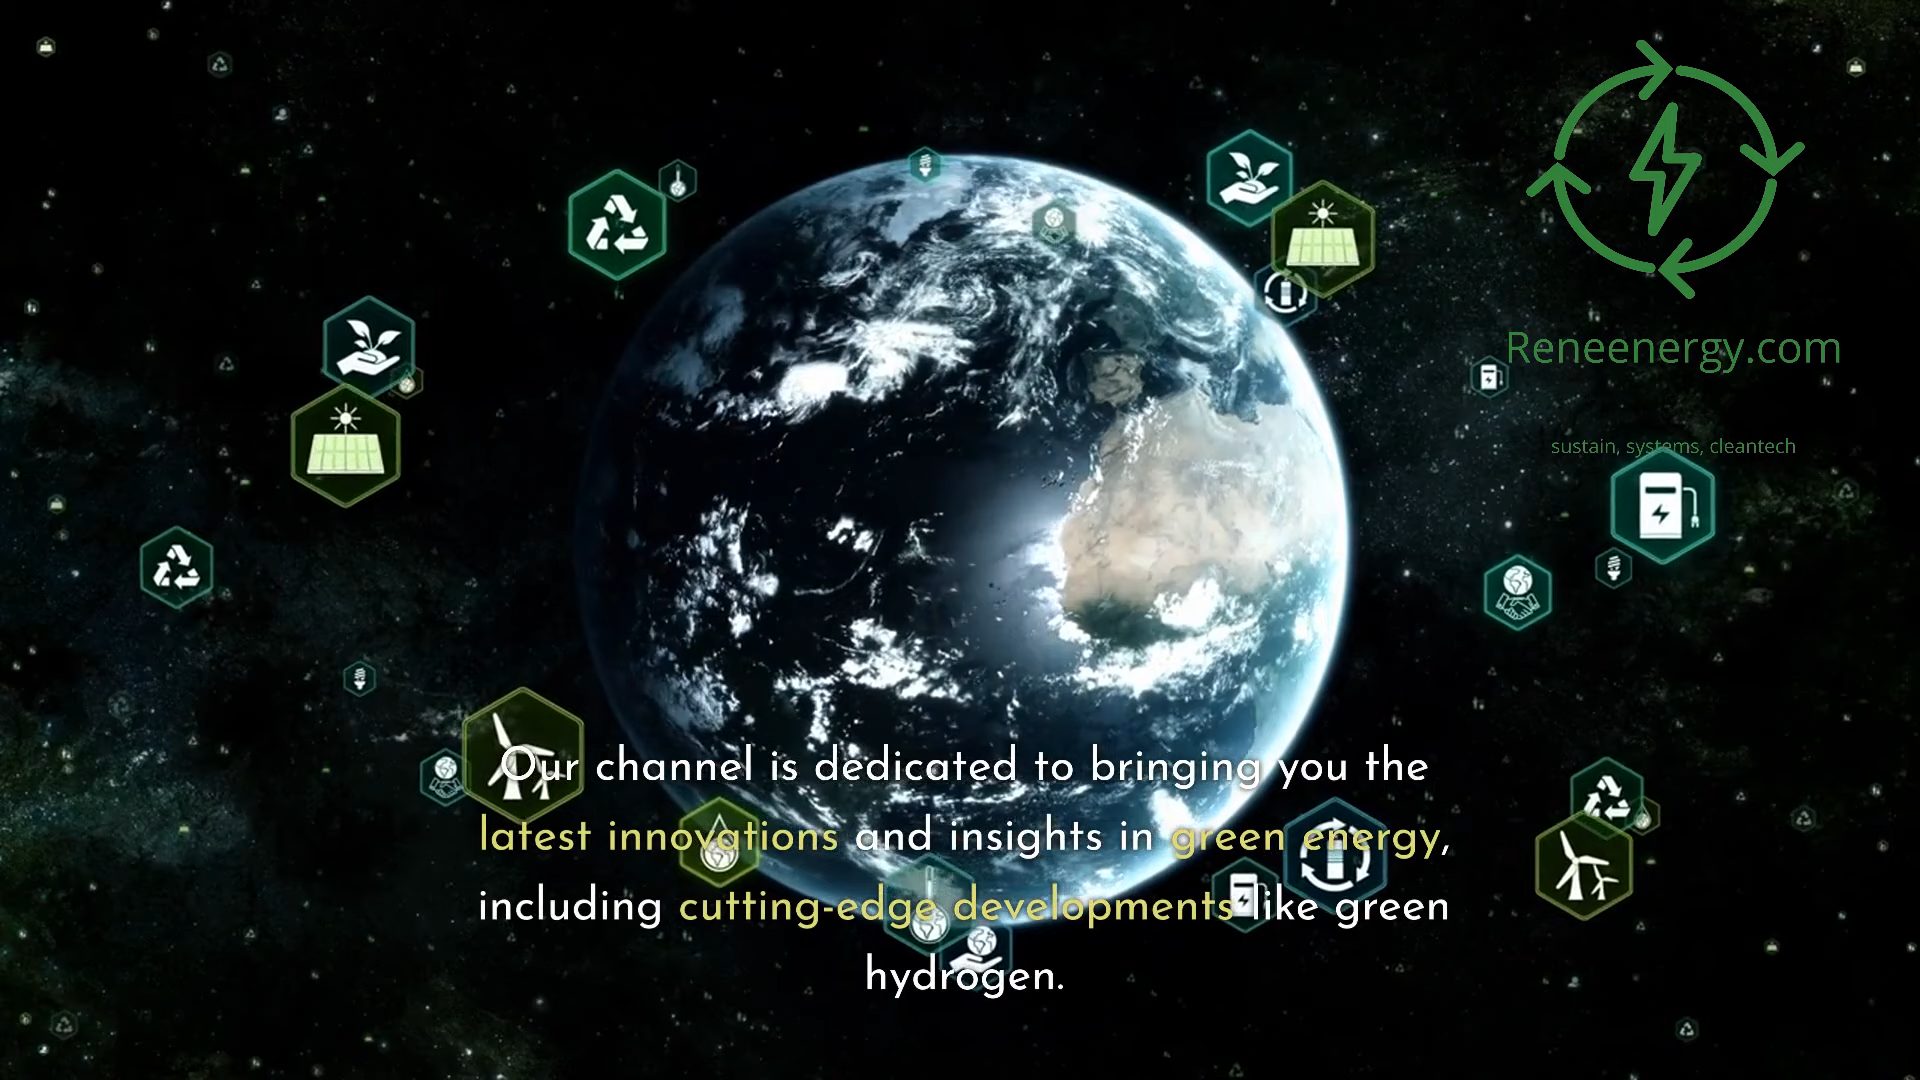 Reneenergy.com
sustain, systems, cleantech
Our channel is dedicated to bringing you the
latest innovations and insights in green energy,
including cutting-edge developments like green
hydrogen.